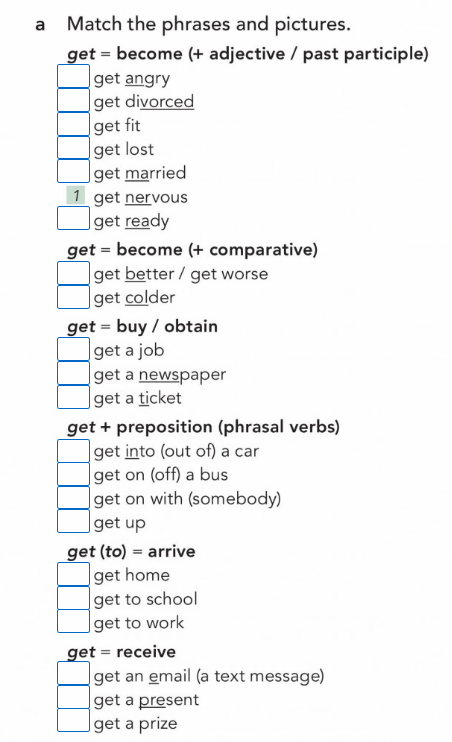 a Match the phrases and pictures.
get = become (+ adjective / past participle)
get angry
get divorced
get fit
get lost
get married
1 get nervous
get ready
get = become (+ comparative)
get better / get worse
get colder
get = buy / obtain
get a job
get a newspaper
get a ticket
get + preposition (phrasal verbs)
get into (out of) a car
get on (off) a bus
get on with (somebody)
get up
get (to) = arrive
get home
get to school
get to work
get = receive
get an email (a text message)
get a present
get a prize